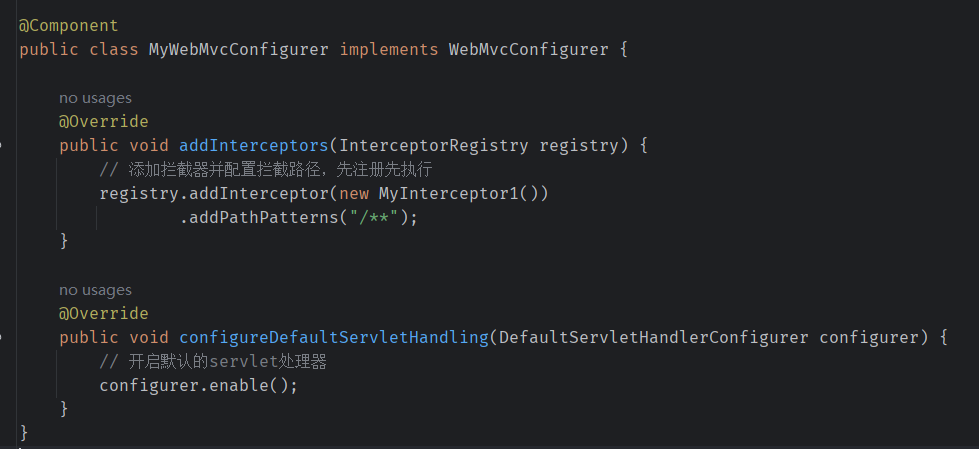 @Component
public class MyWebMvcConfigurer implements WebMvcConfigurer {
no usages
@Override
public void addInterceptors(InterceptorRegistry registry) {
// 添加拦截器并配置拦截路径，先注册先执行
registry.addInterceptor(new MyInterceptor1())
.addPathPatterns("/**");
}
no usages
@Override
public void configureDefaultServletHandling(DefaultServletHandlerConfigurer configurer) {
// 开启默认的servlet处理器
configurer.enable();
}
}